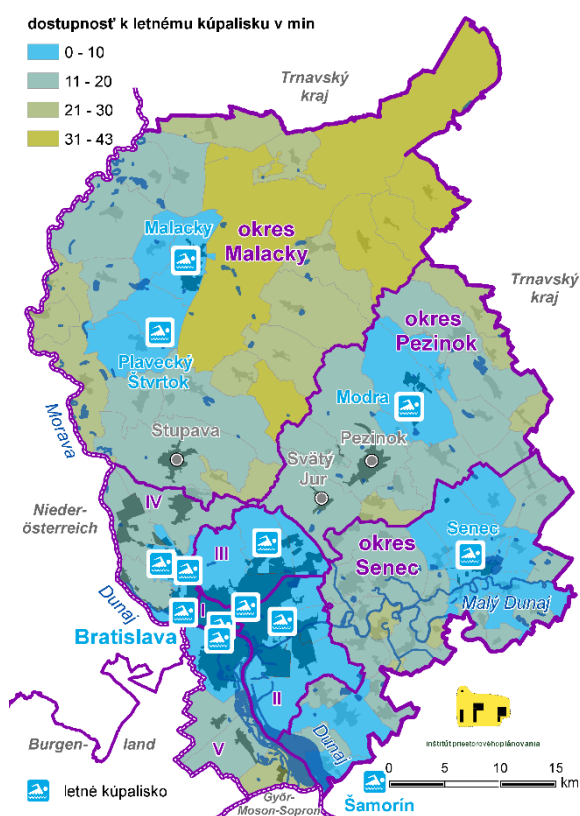 dostupnosť k letnému kúpalisku v min
0 - 10
11 - 20
21 - 30
31 - 43
Trnavský
kraj
Malacky
okres
Malacky
Trnavský
kraj
okres
Pezinok
Plavecký
Štvrtok
Modra
Morava
Stupava
Pezinok
Svätý
Jur
Nieder-
österreich
IV
III
okres
Senec
Senec
Dunaj
I
Malý Dunaj
Bratislava
II
V
Dunaj
Burgen-
land
inštitút priestorového plánovania
letné kúpalisko
Győr-
Moson-Sopron
Šamorín
0 5 10 15
km